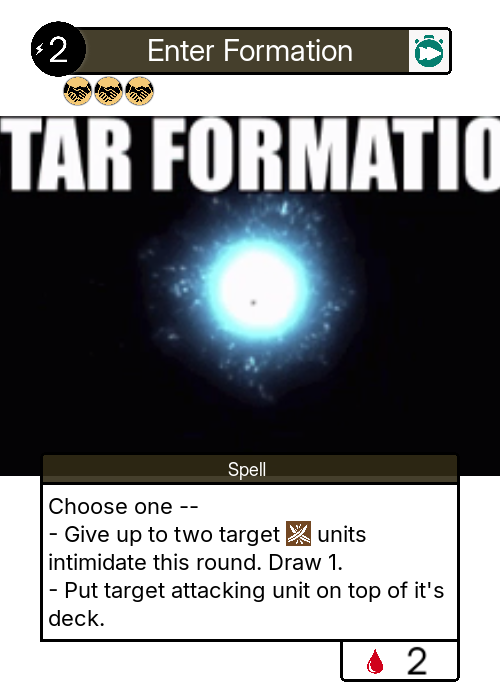 2
Enter Formation
TAR FORMATIO
Spell
Choose one --
- Give up to two target units
intimidate this round. Draw 1.
- Put target attacking unit on top of it's
deck.
2